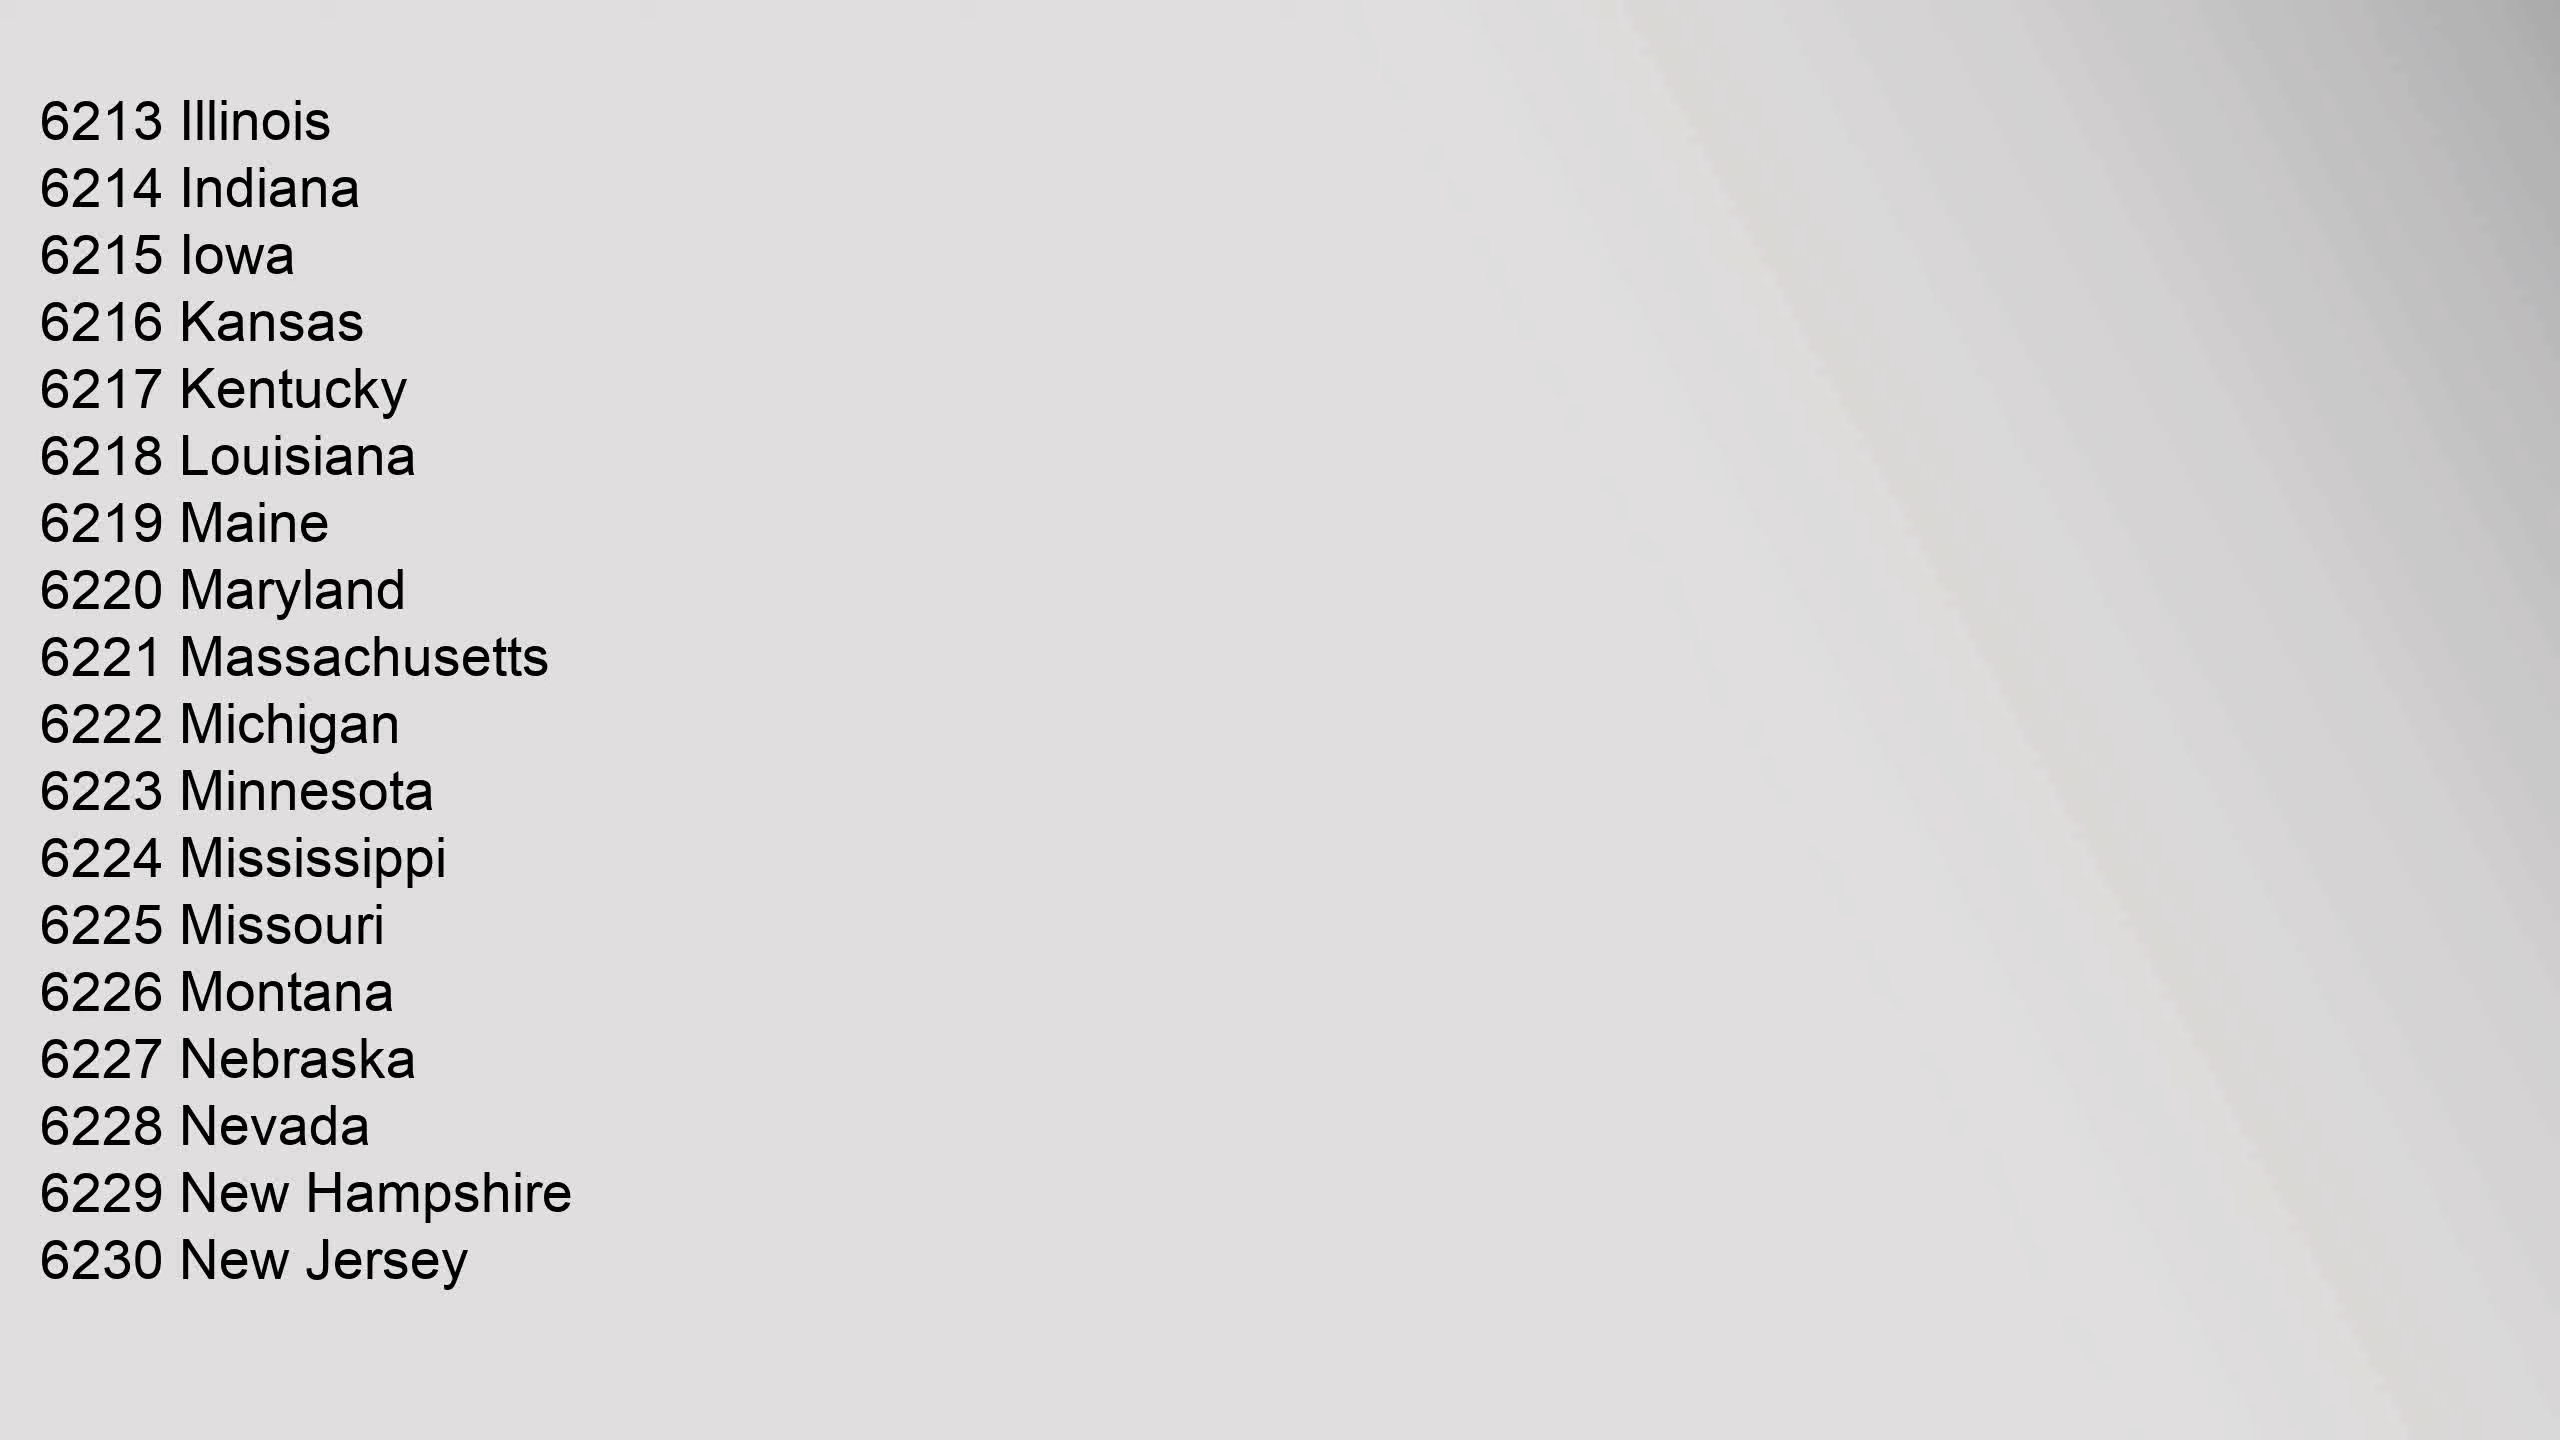 6213 Illinois
6214 Indiana
6215 Iowa
6216 Kansas
6217 Kentucky
6218 Louisiana
6219 Maine
6220 Maryland
6221 Massachusetts
6222 Michigan
6223 Minnesota
6224 Mississippi
6225 Missouri
6226 Montana
6227 Nebraska
6228 Nevada
6229 New Hampshire
6230 New Jersey